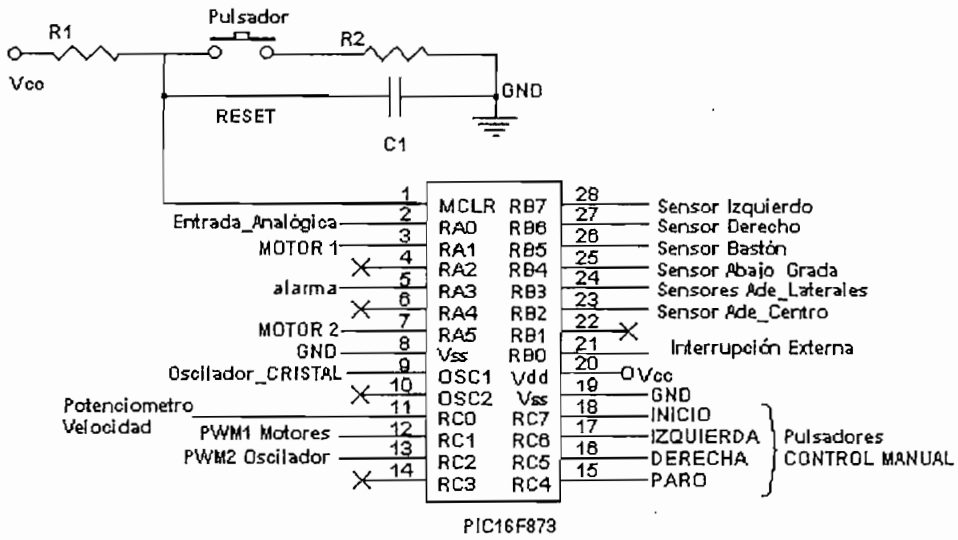 Pulsador
R1
R2
Vco
GND
RESET
C1
1 MCLR RB7 28 Sensor Izquierdo
Entrada_Analógica 2 RA0 RB6 27 Sensor Derecho
MOTOR 1 3 RA1 RB5 26 Sensor Bastón
4 RA2 RB4 25 Sensor Abajo_Grada
alarma 5 RA3 RB3 24 Sensores Ade_Laterales
6 RA4 RB2 23 Sensor Ade_Centro
MOTOR 2 7 RA5 RB1 22
GND 8 Vss RB0 21 Interrupción Externa
Oscilador_CRISTAL 9 OSC1 Vdd 20 Vcc
10 OSC2 Vss 19 GND
Potenciometro Velocidad 11 RC0 RC7 18 INICIO
PWM1 Motores 12 RC1 RC6 17 IZQUIERDA
PWM2 Oscilador 13 RC2 RC5 16 DERECHA
14 RC3 RC4 15 PARO
Pulsadores
CONTROL MANUAL
PIC16F873